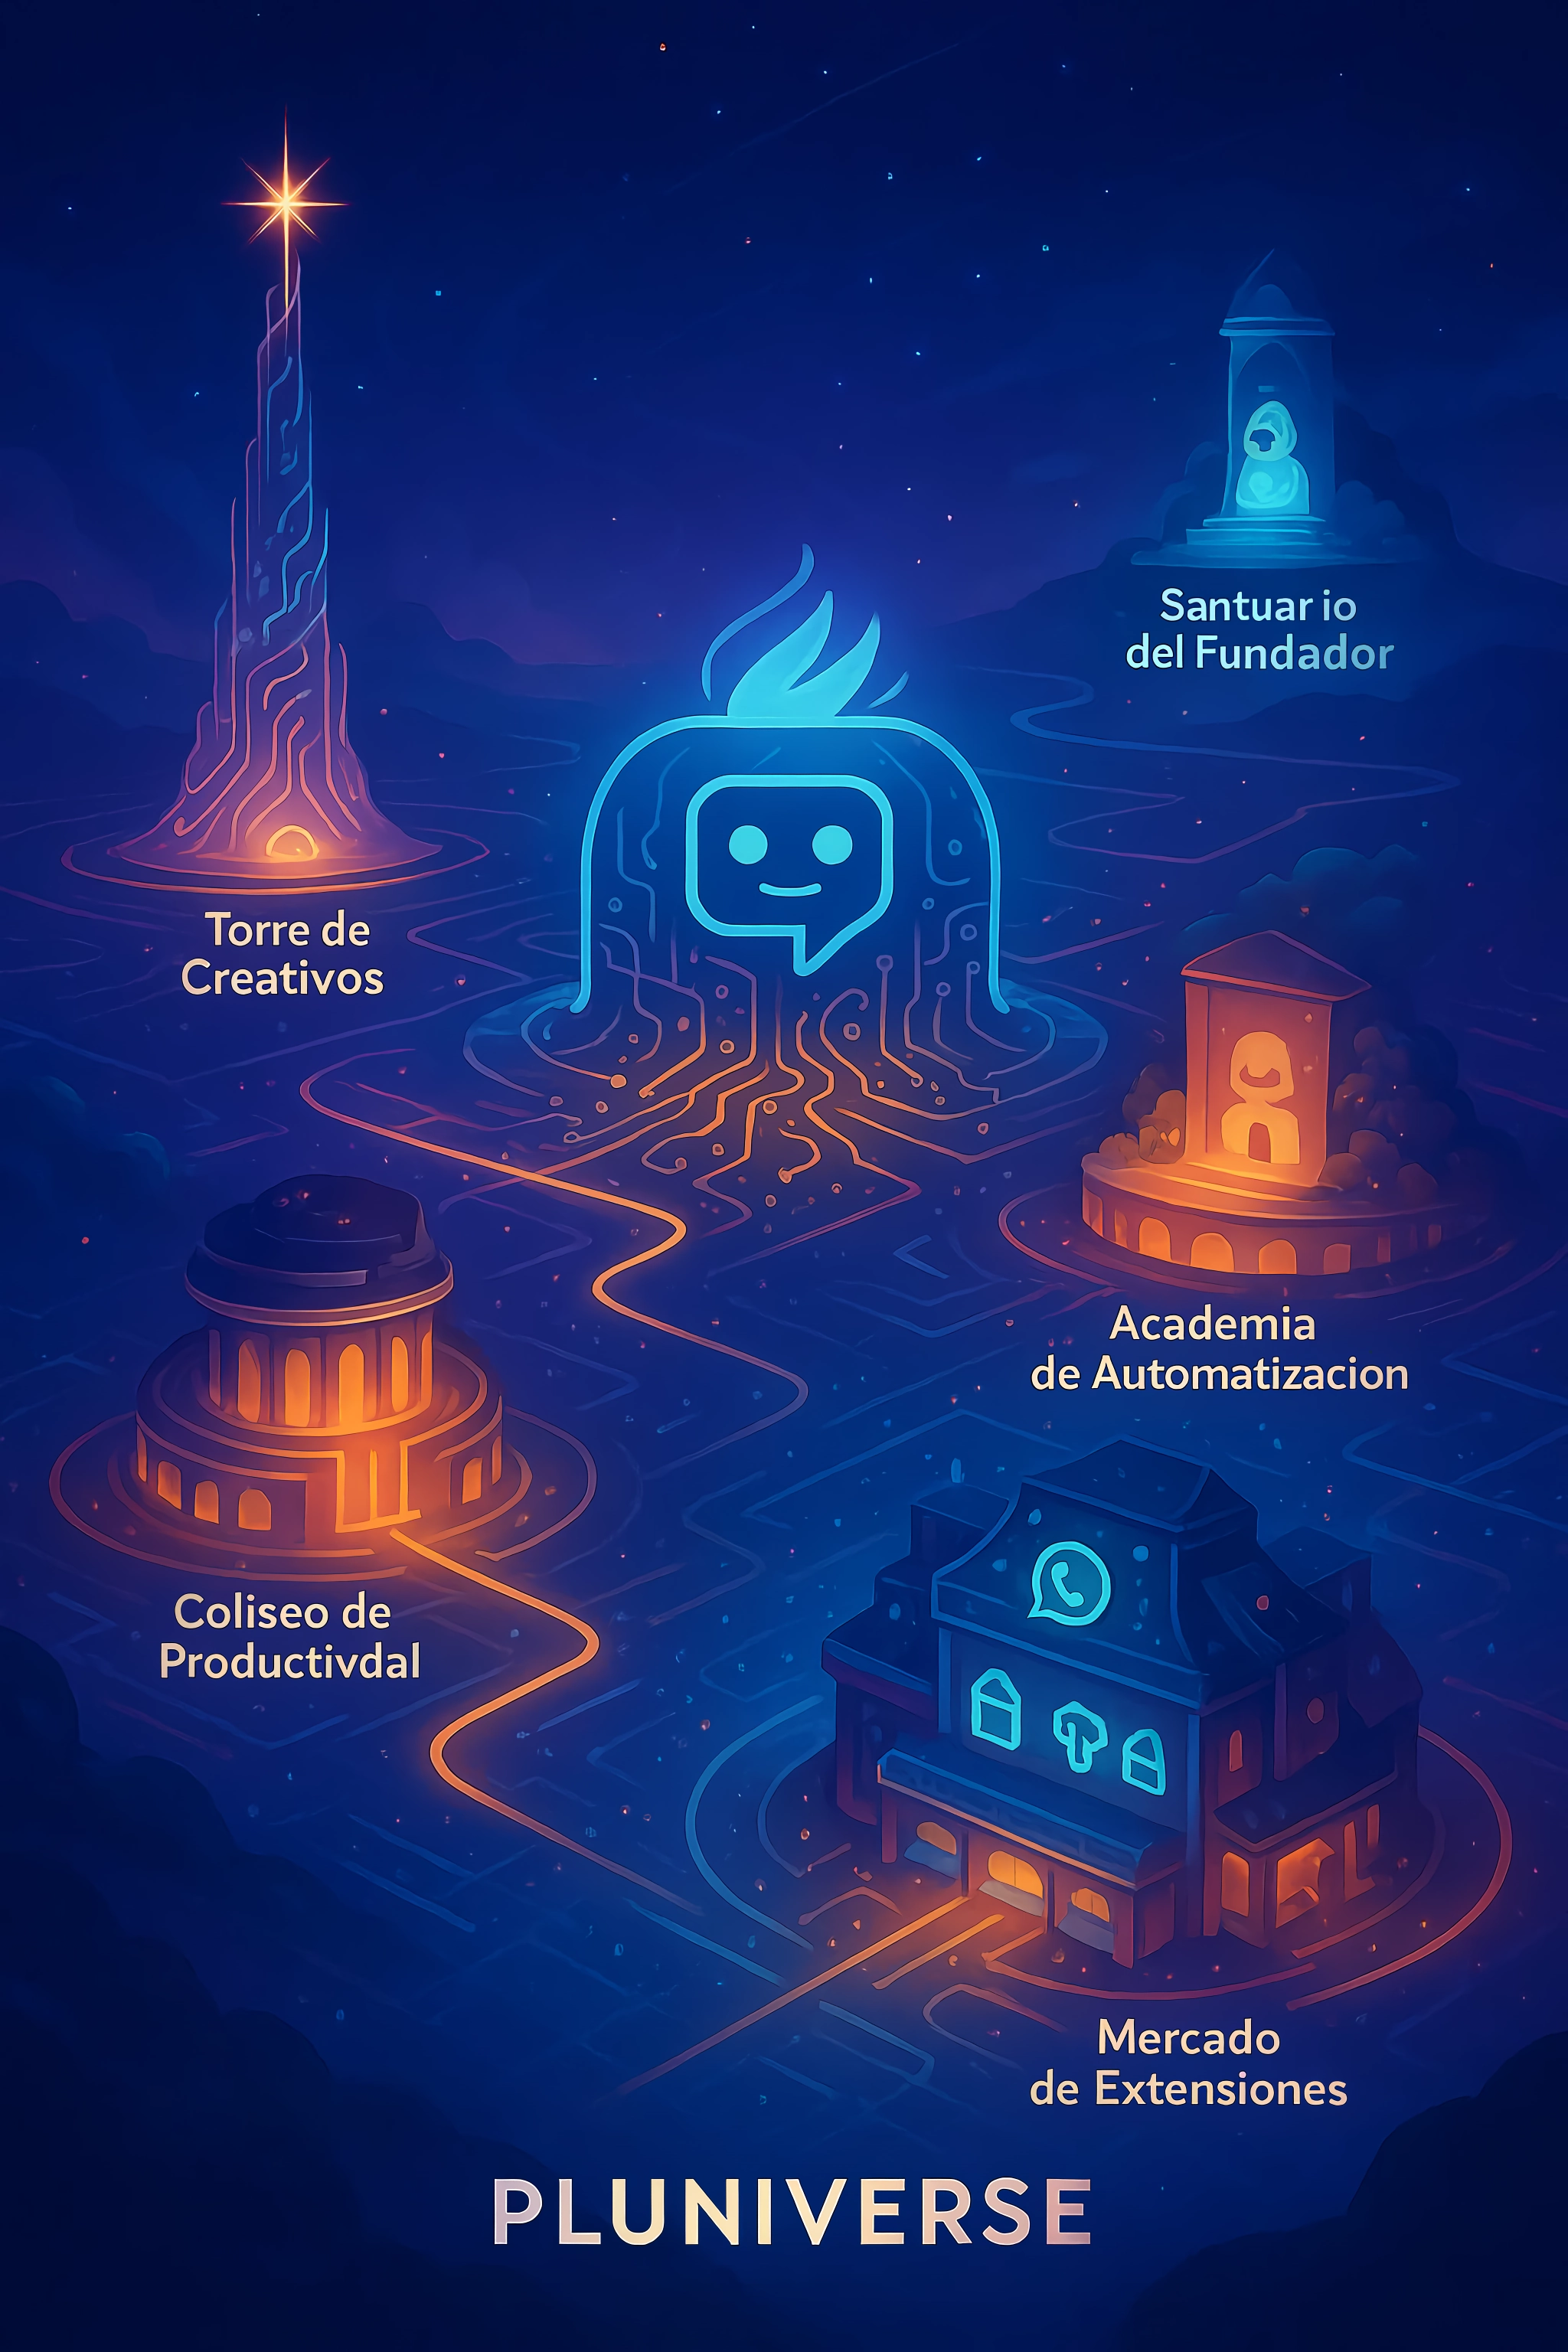 Santuar io
del Fundador
Torre de
Creativos
Academia
de Automatizacion
Coliseo de
Productivdal
Mercado
de Extensiones
PLUNIVERSE